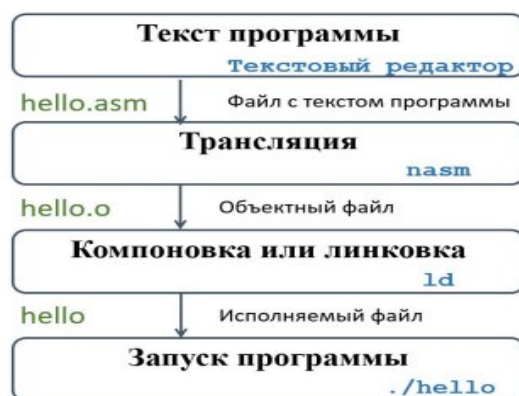 Текст программы
Текстовый редактор
hello.asm Файл с текстом программы
Трансляция
nasm
hello.o Объектный файл
Компоновка или линковка
ld
hello Исполняемый файл
Запуск программы
./hello